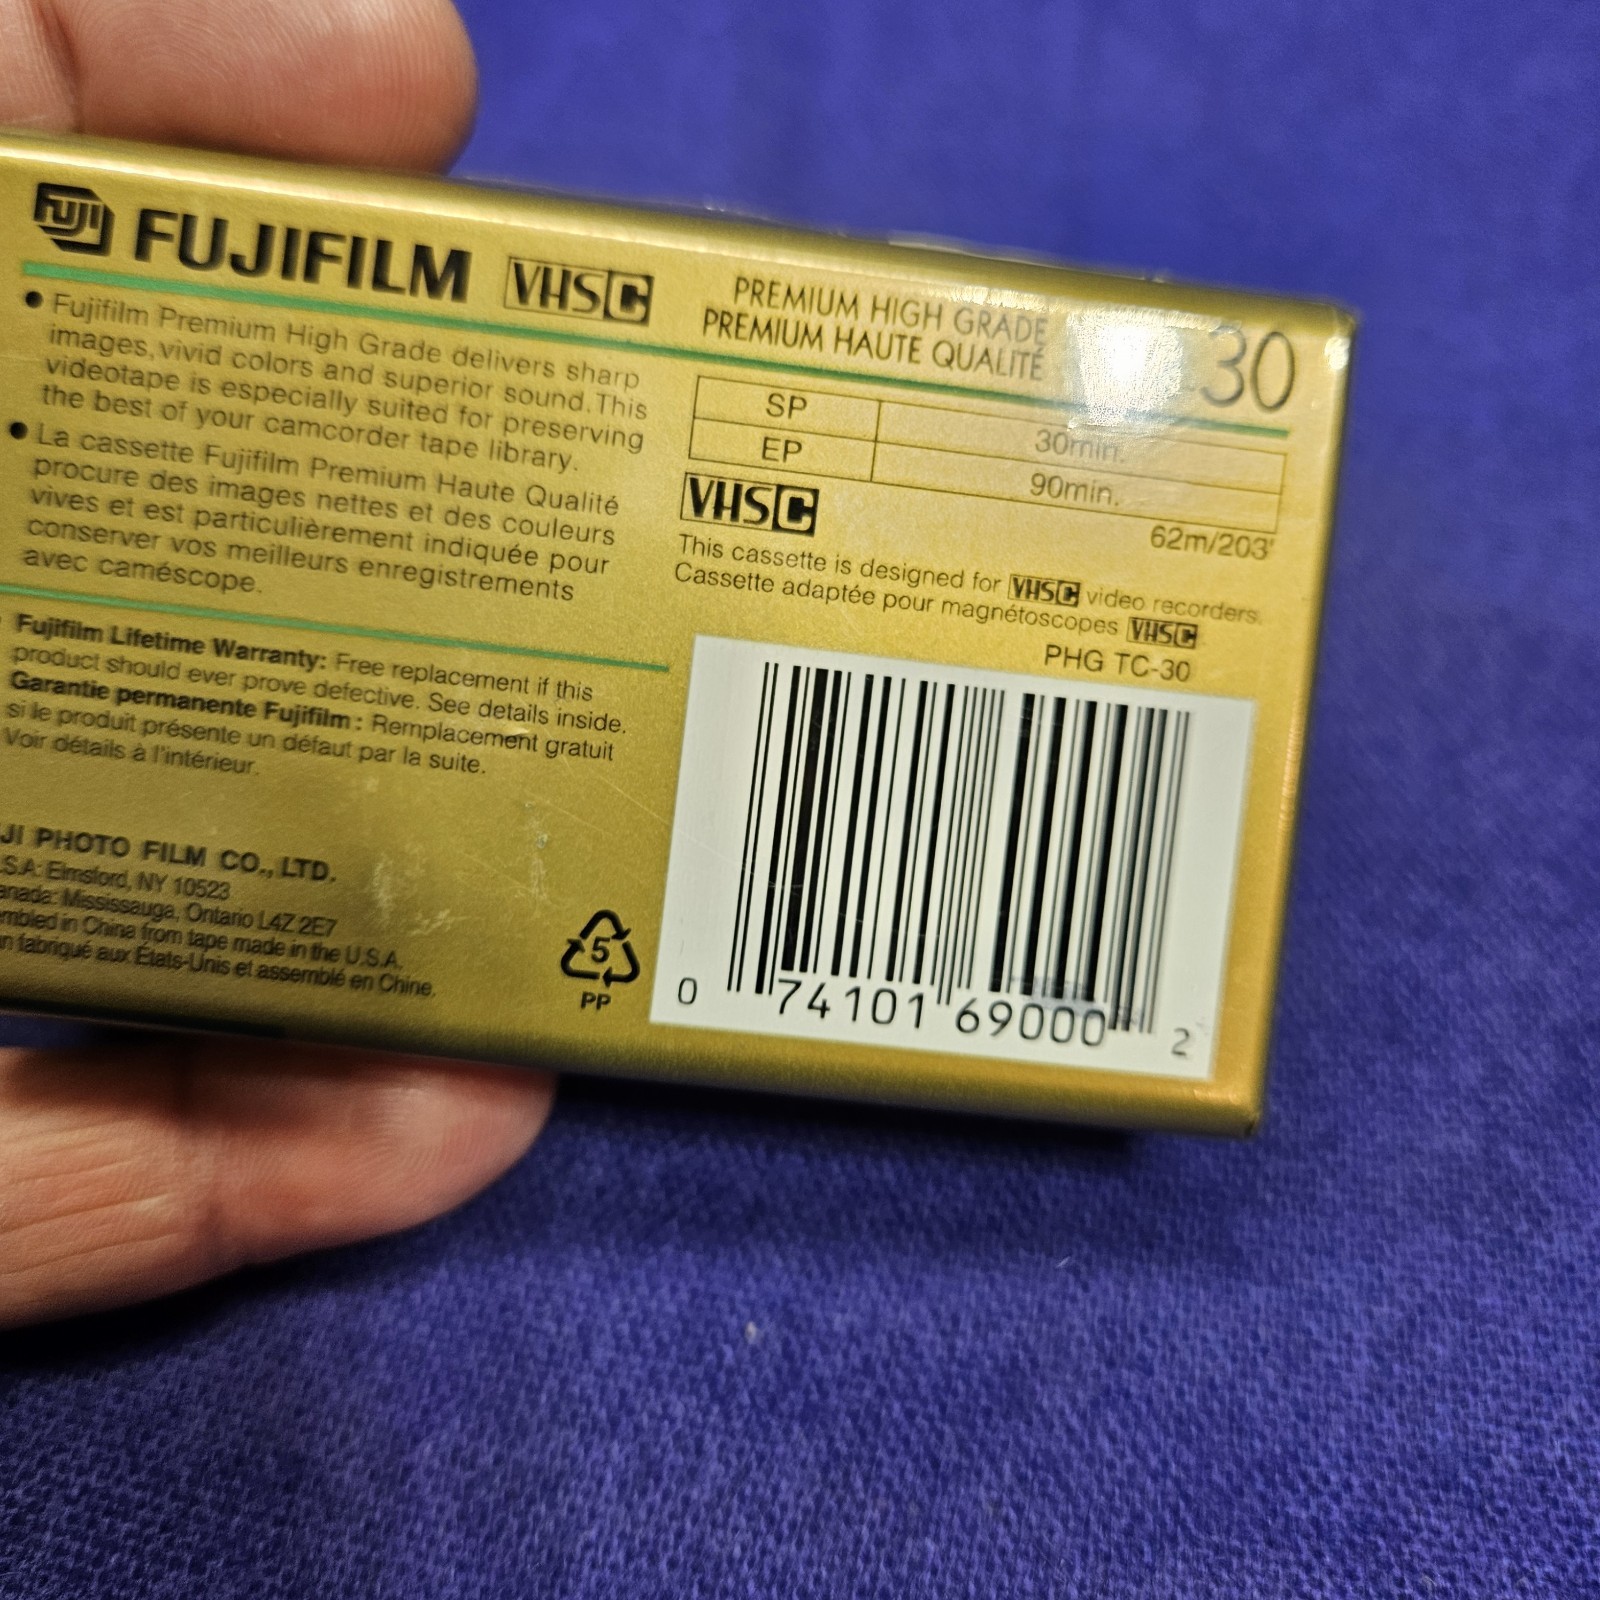 FUJI FUJIFILM VHSC
PREMIUM HIGH GRADE
PREMIUM HAUTE QUALITÉ
30
● Fujifilm Premium High Grade delivers sharp
images, vivid colors and superior sound. This
videotape is especially suited for preserving
the best of your camcorder tape library.
● La cassette Fujifilm Premium Haute Qualité
procure des images nettes et des couleurs
vives et est particulièrement indiquée pour
conserver vos meilleurs enregistrements
avec caméscope.
Fujifilm Lifetime Warranty: Free replacement if this
product should ever prove defective. See details inside.
Garantie permanente Fujifilm : Remplacement gratuit
si le produit présente un défaut par la suite.
Voir détails à l'intérieur.
PHOTO FILM CO., LTD.
Elmsford, NY 10523
Mississauga, Ontario L4Z 2E7
in China from tape made in the U.S.A.
fabriqué aux États-Unis et assemblé en Chine.
5
PP
SP 30min.
EP 90min.
62m/203'
VHSC
This cassette is designed for VHSC video recorders.
Cassette adaptée pour magnétoscopes VHSC
PHG TC-30
0 74101 69000 2